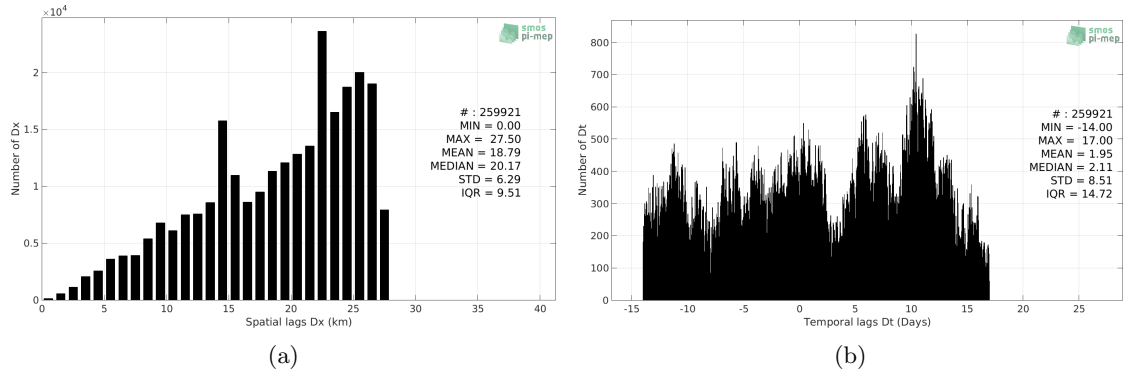 ×10⁴
2
1.5
1
0.5
0
Number of Dx
0 5 10 15 20 25 30 35 40
Spatial lags Dx (km)
smos
pi-mep
# : 259921
MIN = 0.00
MAX = 27.50
MEAN = 18.79
MEDIAN = 20.17
STD = 6.29
IQR = 9.51
(a)
800
700
600
500
400
300
200
100
0
Number of Dt
-15 -10 -5 0 5 10 15 20 25
Temporal lags Dt (Days)
smos
pi-mep
# : 259921
MIN = -14.00
MAX = 17.00
MEAN = 1.95
MEDIAN = 2.11
STD = 8.51
IQR = 14.72
(b)